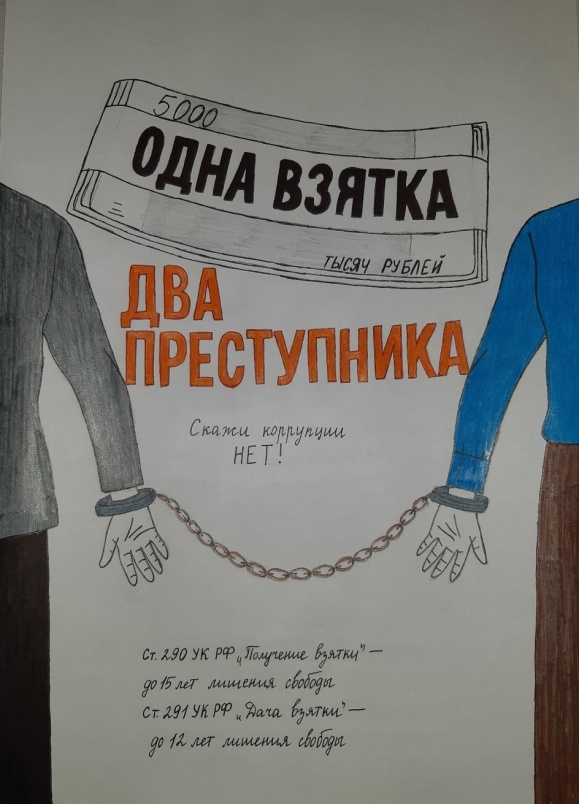 5000
ОДНА ВЗЯТКА
ТЫСЯЧ РУБЛЕЙ
ДВА
ПРЕСТУПНИКА
Скажи коррупции
НЕТ!
Ст. 290 УК РФ „Получение взятки" —
до 15 лет лишения свободы
Ст. 291 УК РФ „Дача взятки" —
до 12 лет лишения свободы